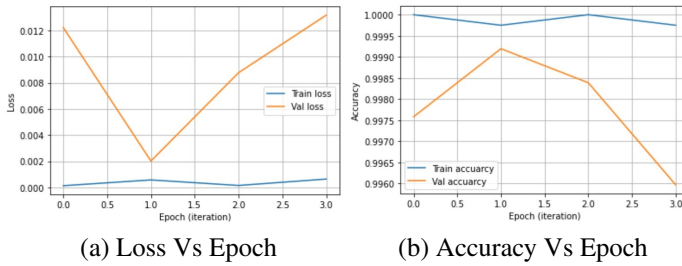 0.012
0.010
0.008
0.006
0.004
0.002
0.000
Loss
Train loss
Val loss
0.0 0.5 1.0 1.5 2.0 2.5 3.0
Epoch (iteration)
(a) Loss Vs Epoch
1.0000
0.9995
0.9990
0.9985
0.9980
0.9975
0.9970
0.9965
0.9960
Accuracy
Train accuarcy
Val accuarcy
0.0 0.5 1.0 1.5 2.0 2.5 3.0
Epoch (iteration)
(b) Accuracy Vs Epoch